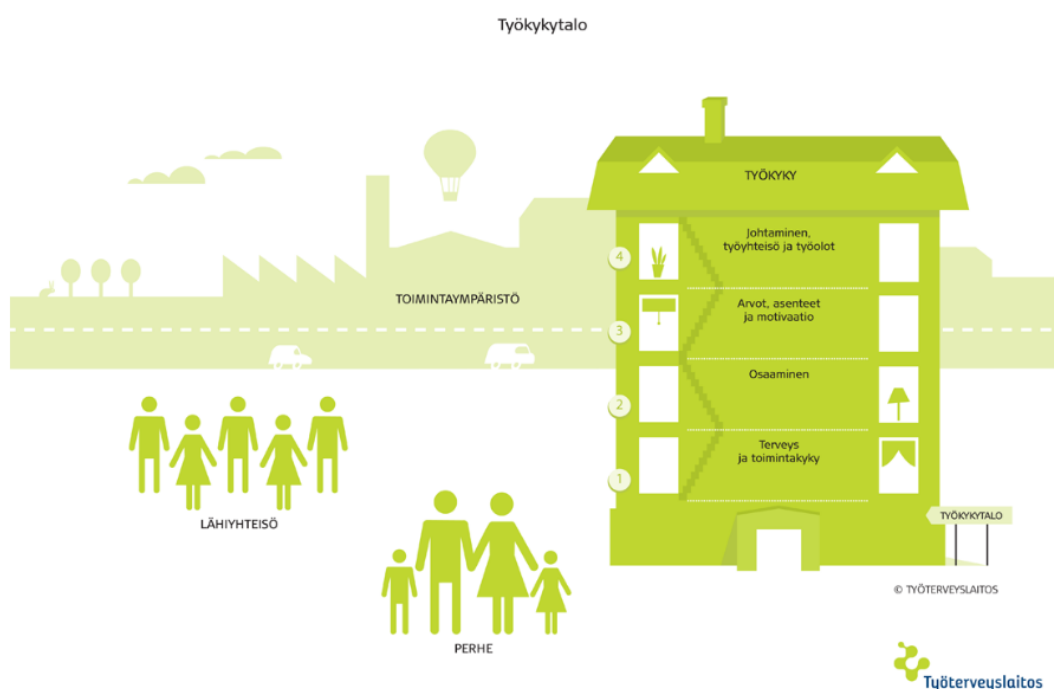 Työkykytalo
TYÖKYKY
4
Johtaminen,
työyhteisö ja työolot
TOIMINTAYMPÄRISTÖ
3
Arvot, asenteet
ja motivaatio
2
Osaaminen
1
Terveys
ja toimintakyky
LÄHIYHTEISÖ
TYÖKYKYTALO
PERHE
© TYÖTERVEYSLAITOS
Työterveyslaitos